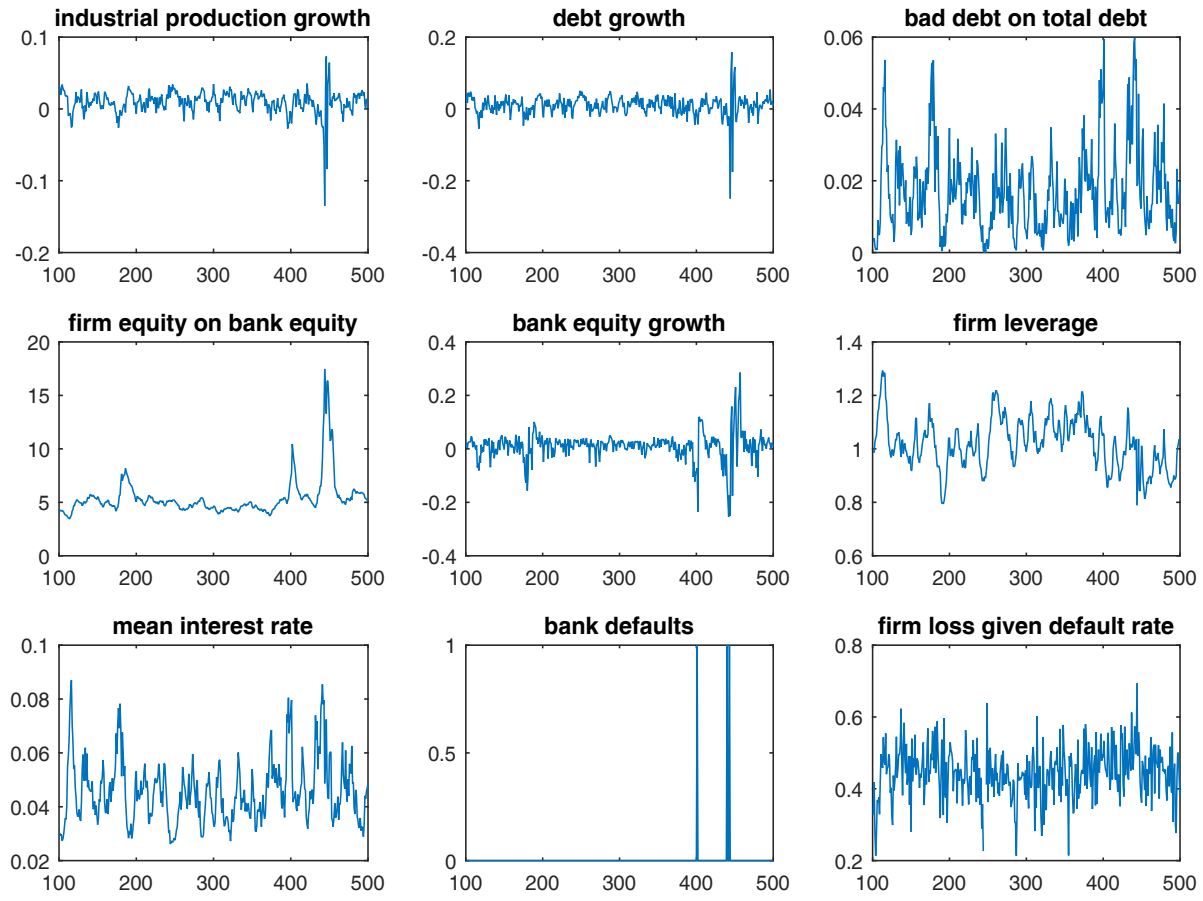 industrial production growth
0.1
0
-0.1
-0.2
100 200 300 400 500
debt growth
0.2
0
-0.2
-0.4
100 200 300 400 500
bad debt on total debt
0.06
0.04
0.02
0
100 200 300 400 500
firm equity on bank equity
20
15
10
5
0
100 200 300 400 500
bank equity growth
0.4
0.2
0
-0.2
-0.4
100 200 300 400 500
firm leverage
1.4
1.2
1
0.8
0.6
100 200 300 400 500
mean interest rate
0.1
0.08
0.06
0.04
0.02
100 200 300 400 500
bank defaults
1
0.5
0
100 200 300 400 500
firm loss given default rate
0.8
0.6
0.4
0.2
100 200 300 400 500